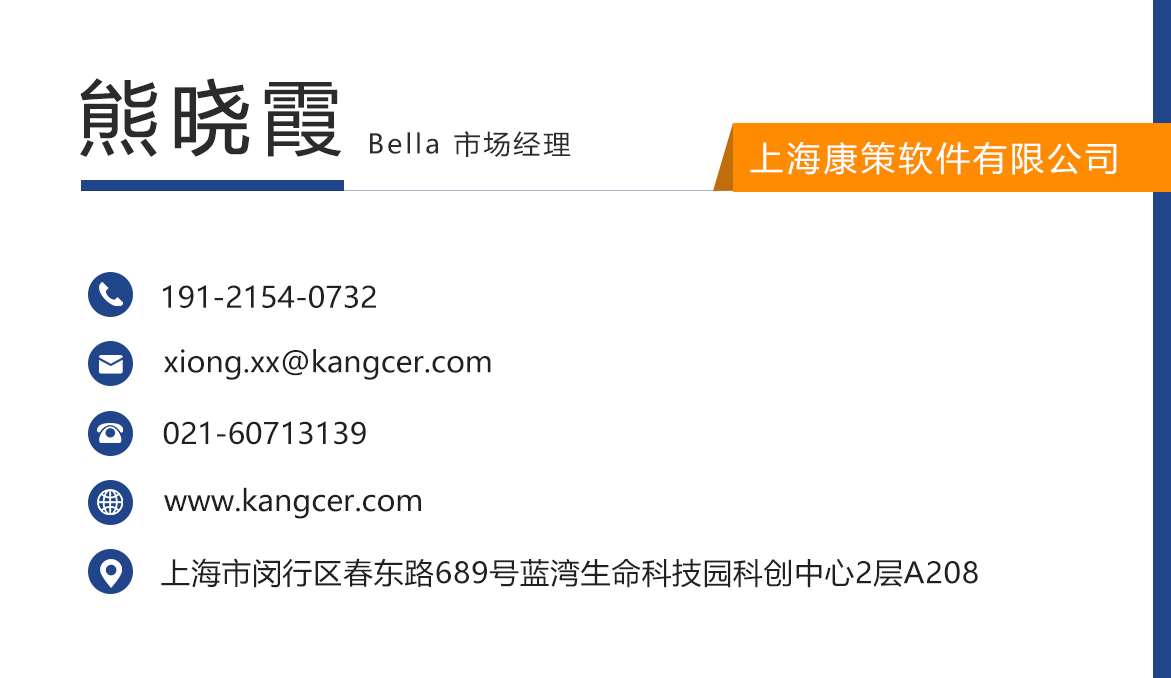 熊晓霞 Bella 市场经理
上海康策软件有限公司
191-2154-0732
xiong.xx@kangcer.com
021-60713139
www.kangcer.com
上海市闵行区春东路689号蓝湾生命科技园科创中心2层A208